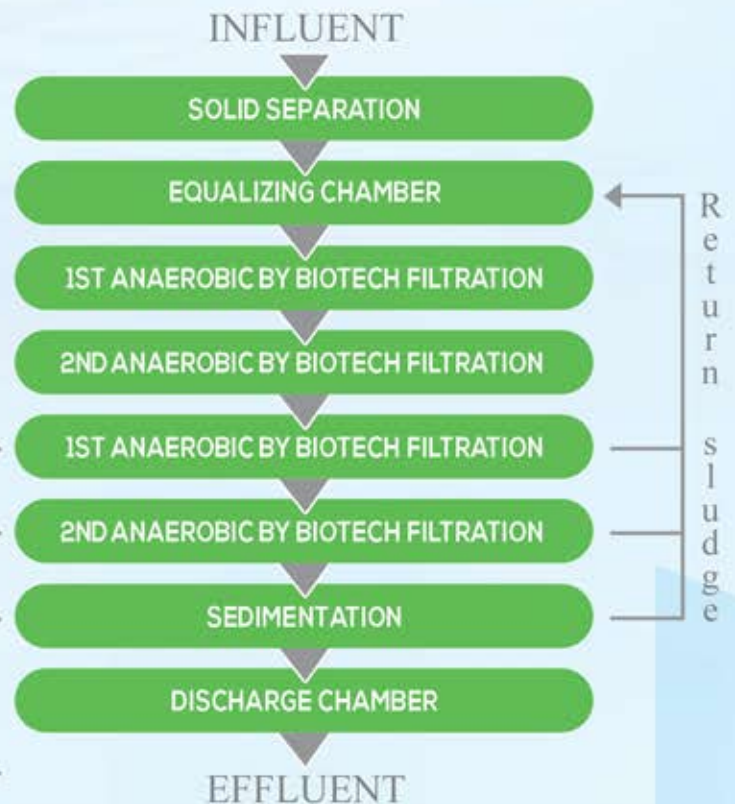 INFLUENT
SOLID SEPARATION
EQUALIZING CHAMBER
1ST ANAEROBIC BY BIOTECH FILTRATION
2ND ANAEROBIC BY BIOTECH FILTRATION
1ST ANAEROBIC BY BIOTECH FILTRATION
2ND ANAEROBIC BY BIOTECH FILTRATION
SEDIMENTATION
DISCHARGE CHAMBER
EFFLUENT
Return sludge